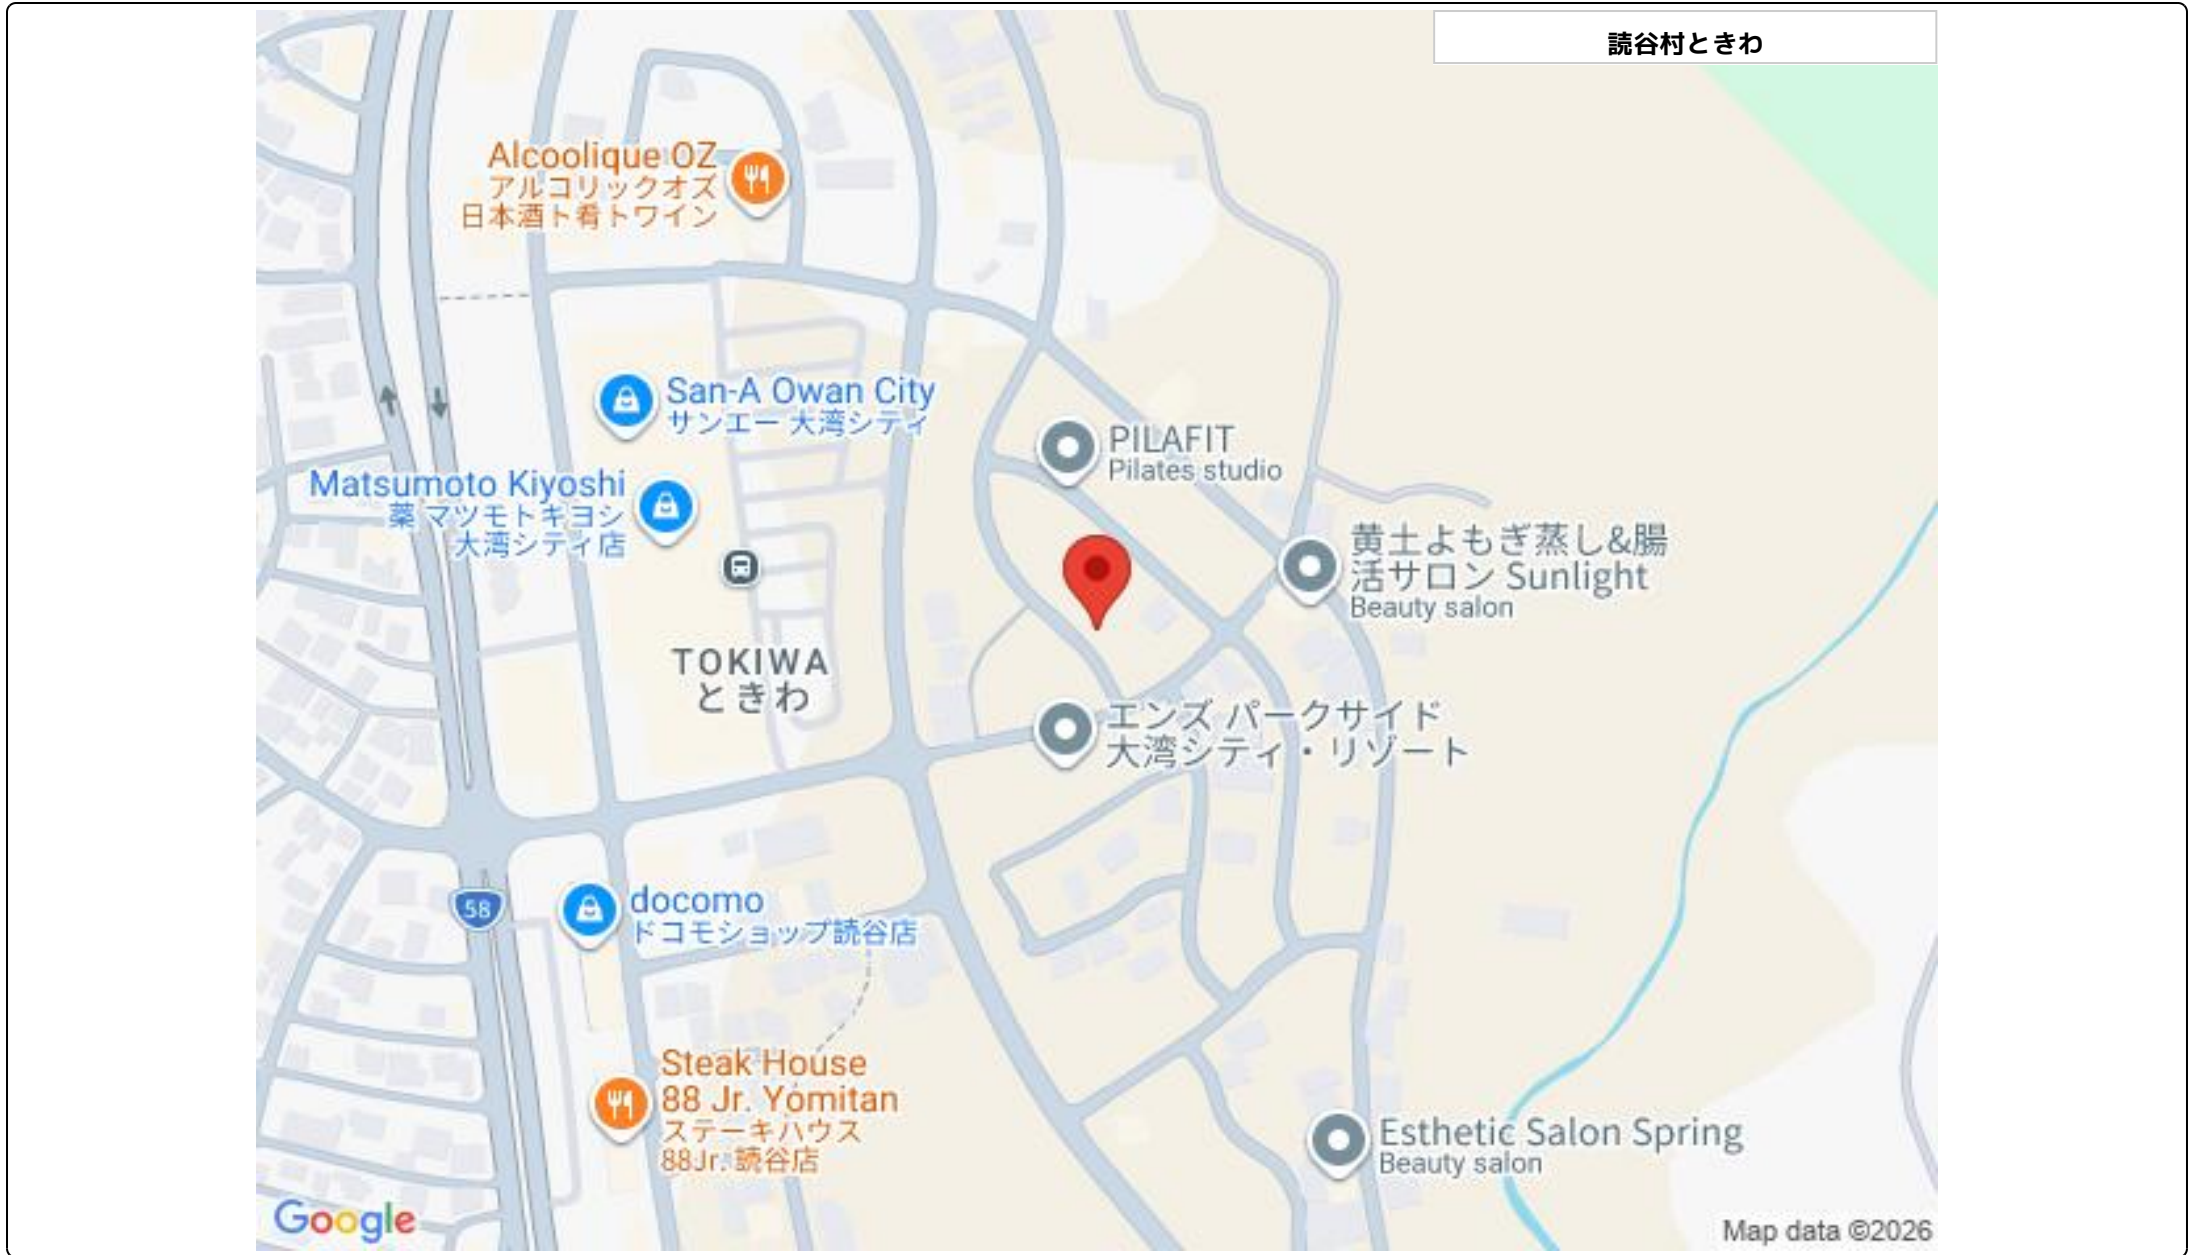 読谷村ときわ
Alcoolique OZ
アルコリックオズ
日本酒ト肴トワイン
San-A Owan City
サンエー 大湾シティ
PILAFIT
Pilates studio
Matsumoto Kiyoshi
薬 マツモトキヨシ
大湾シティ店
黄土よもぎ蒸し&腸
活サロン Sunlight
Beauty salon
TOKIWA
ときわ
エンズ パークサイド
大湾シティ・リゾート
58
docomo
ドコモショップ読谷店
Steak House
88 Jr. Yomitan
ステーキハウス
88Jr. 読谷店
Esthetic Salon Spring
Beauty salon
Google
Map data ©2026